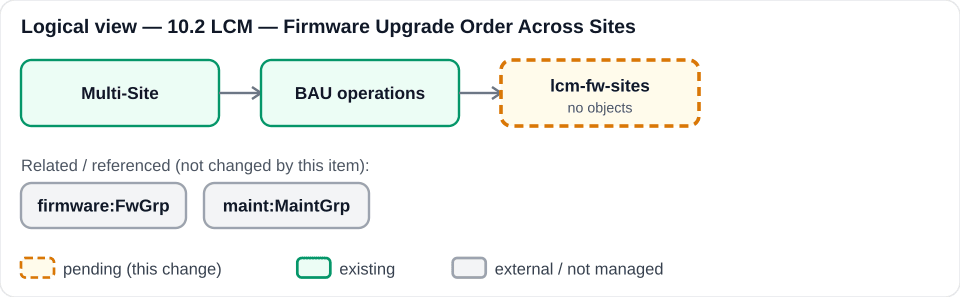 Logical view — 10.2 LCM — Firmware Upgrade Order Across Sites
Multi-Site
BAU operations
lcm-fw-sites
no objects
Related / referenced (not changed by this item):
firmware:FwGrp
maint:MaintGrp
pending (this change)
existing
external / not managed